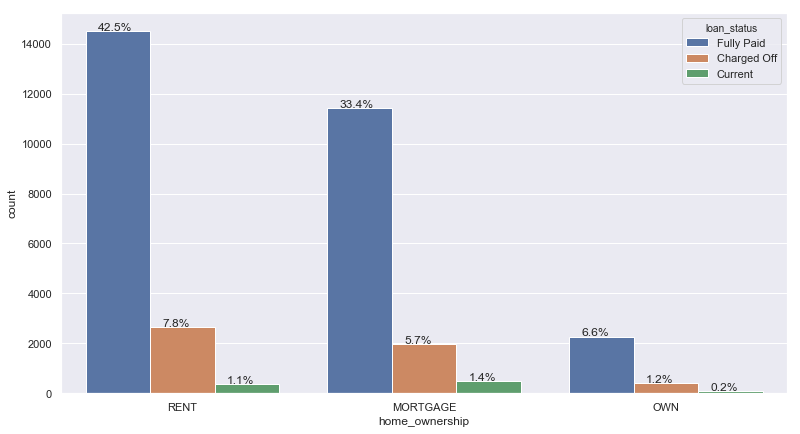 42.5%
33.4%
7.8%
5.7%
1.1%
1.4%
6.6%
1.2%
0.2%
loan_status
Fully Paid
Charged Off
Current
14000
12000
10000
8000
6000
4000
2000
0
count
RENT MORTGAGE OWN
home_ownership